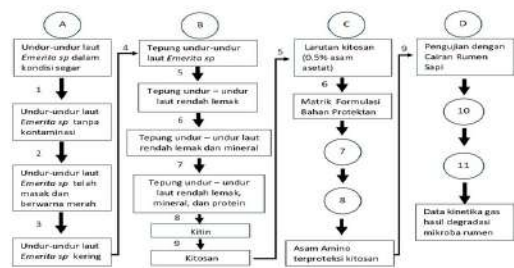 A
Undur-undur laut
Emerita sp dalam
kondisi segar
1
Undur-undur laut
Emerita sp tanpa
kontaminasi
2
Undur-undur laut
Emerita sp telah
masak dan
berwarna merah
3
Undur-undur laut
Emerita sp kering
4
B
Tepung undur-undur
laut Emerita sp
5
Tepung undur – undur
laut rendah lemak
6
Tepung undur – undur laut
rendah lemak dan mineral
7
Tepung undur – undur
laut rendah lemak,
mineral, dan protein
8
Kitin
9
Kitosan
5
C
Larutan kitosan
(0.5% asam
asetat)
6
Matrik Formulasi
Bahan Protektan
7
8
Asam Amino
terproteksi kitosan
9
D
Pengujian dengan
Cairan Rumen
Sapi
10
11
Data kinetika gas
hasil degradasi
mikroba rumen